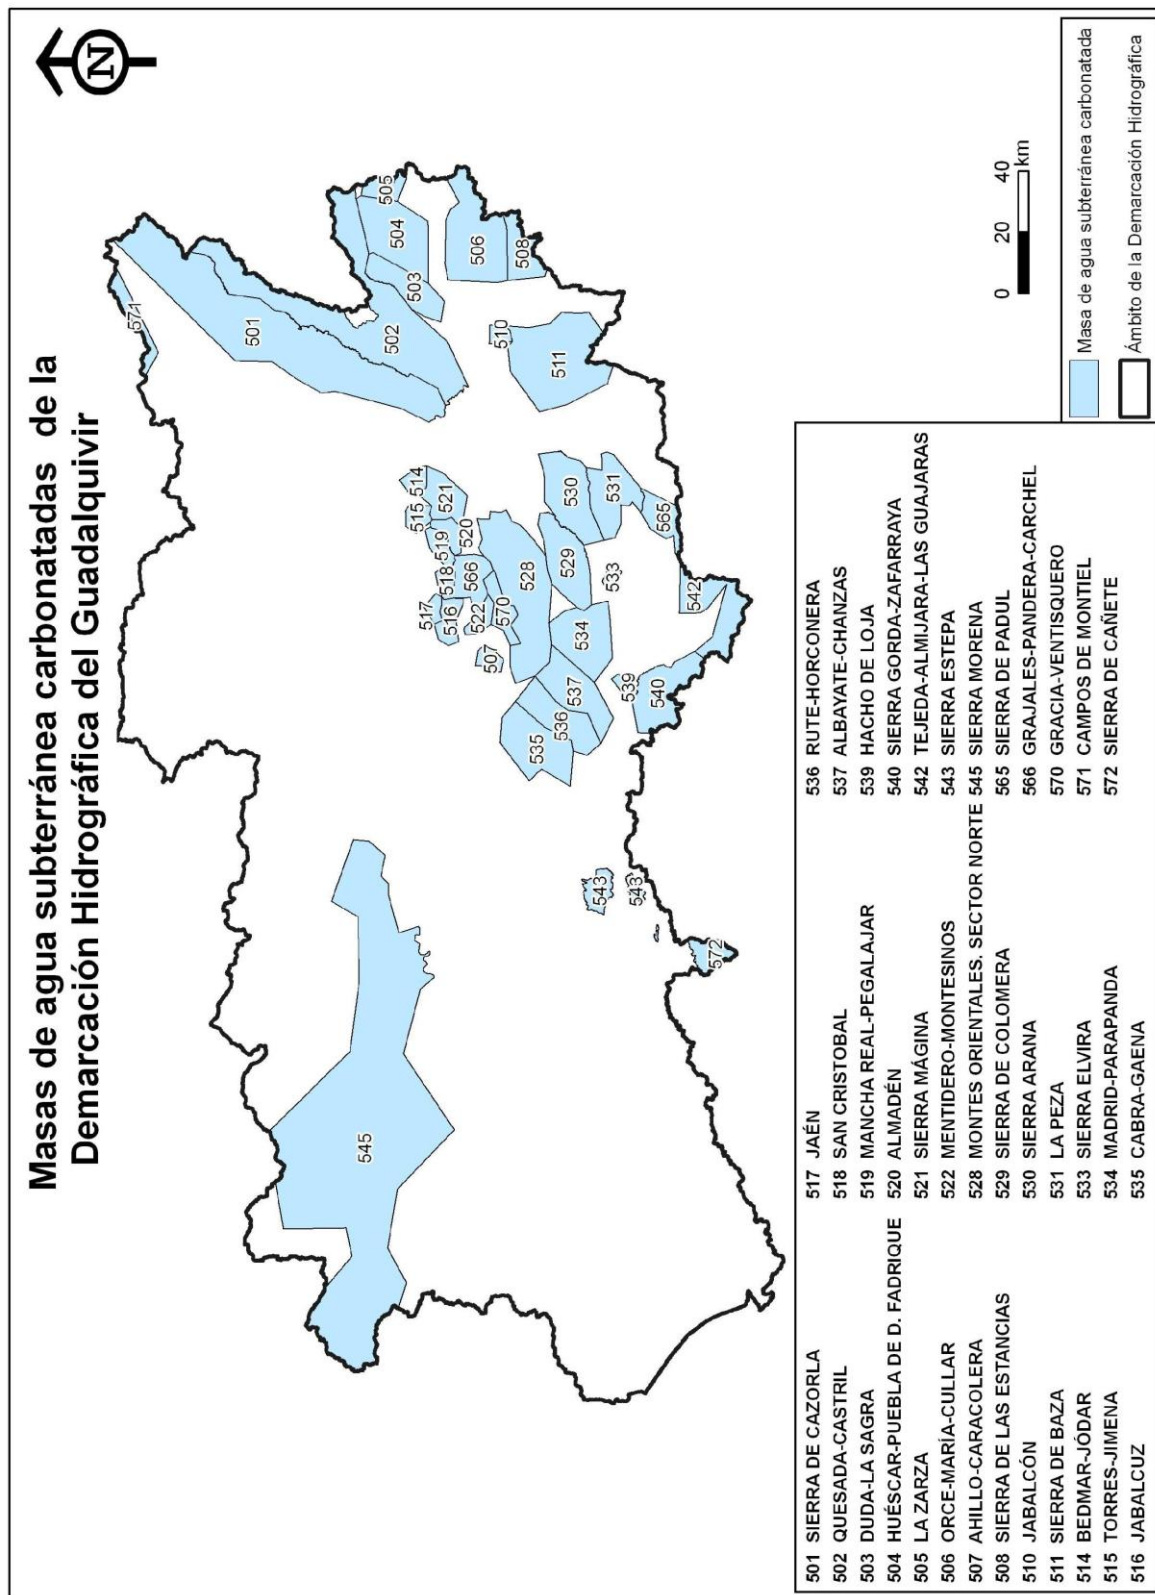 Masas de agua subterránea carbonatadas de la
Demarcación Hidrográfica del Guadalquivir
N
571
501
502
503
504
505
506
508
510
511
514
515
521
519
520
518
517
516
566
522
570
507
528
530
531
529
565
533
534
542
537
536
535
539
540
543
543
572
545
0 20 40
km
Masa de agua subterránea carbonatada
Ámbito de la Demarcación Hidrográfica
501 SIERRA DE CAZORLA
502 QUESADA-CASTRIL
503 DUDA-LA SAGRA
504 HUÉSCAR-PUEBLA DE D. FADRIQUE
505 LA ZARZA
506 ORCE-MARÍA-CULLAR
507 AHILLO-CARACOLERA
508 SIERRA DE LAS ESTANCIAS
510 JABALCÓN
511 SIERRA DE BAZA
514 BEDMAR-JÓDAR
515 TORRES-JIMENA
516 JABALCUZ
517 JAÉN
518 SAN CRISTOBAL
519 MANCHA REAL-PEGALAJAR
520 ALMADÉN
521 SIERRA MÁGINA
522 MENTIDERO-MONTESINOS
528 MONTES ORIENTALES. SECTOR NORTE
529 SIERRA DE COLOMERA
530 SIERRA ARANA
531 LA PEZA
533 SIERRA ELVIRA
534 MADRID-PARAPANDA
535 CABRA-GAENA
536 RUTE-HORCONERA
537 ALBAYATE-CHANZAS
539 HACHO DE LOJA
540 SIERRA GORDA-ZAFARRAYA
542 TEJEDA-ALMIJARA-LAS GUAJARAS
543 SIERRA ESTEPA
545 SIERRA MORENA
565 SIERRA DE PADUL
566 GRAJALES-PANDERA-CARCHEL
570 GRACIA-VENTISQUERO
571 CAMPOS DE MONTIEL
572 SIERRA DE CAÑETE